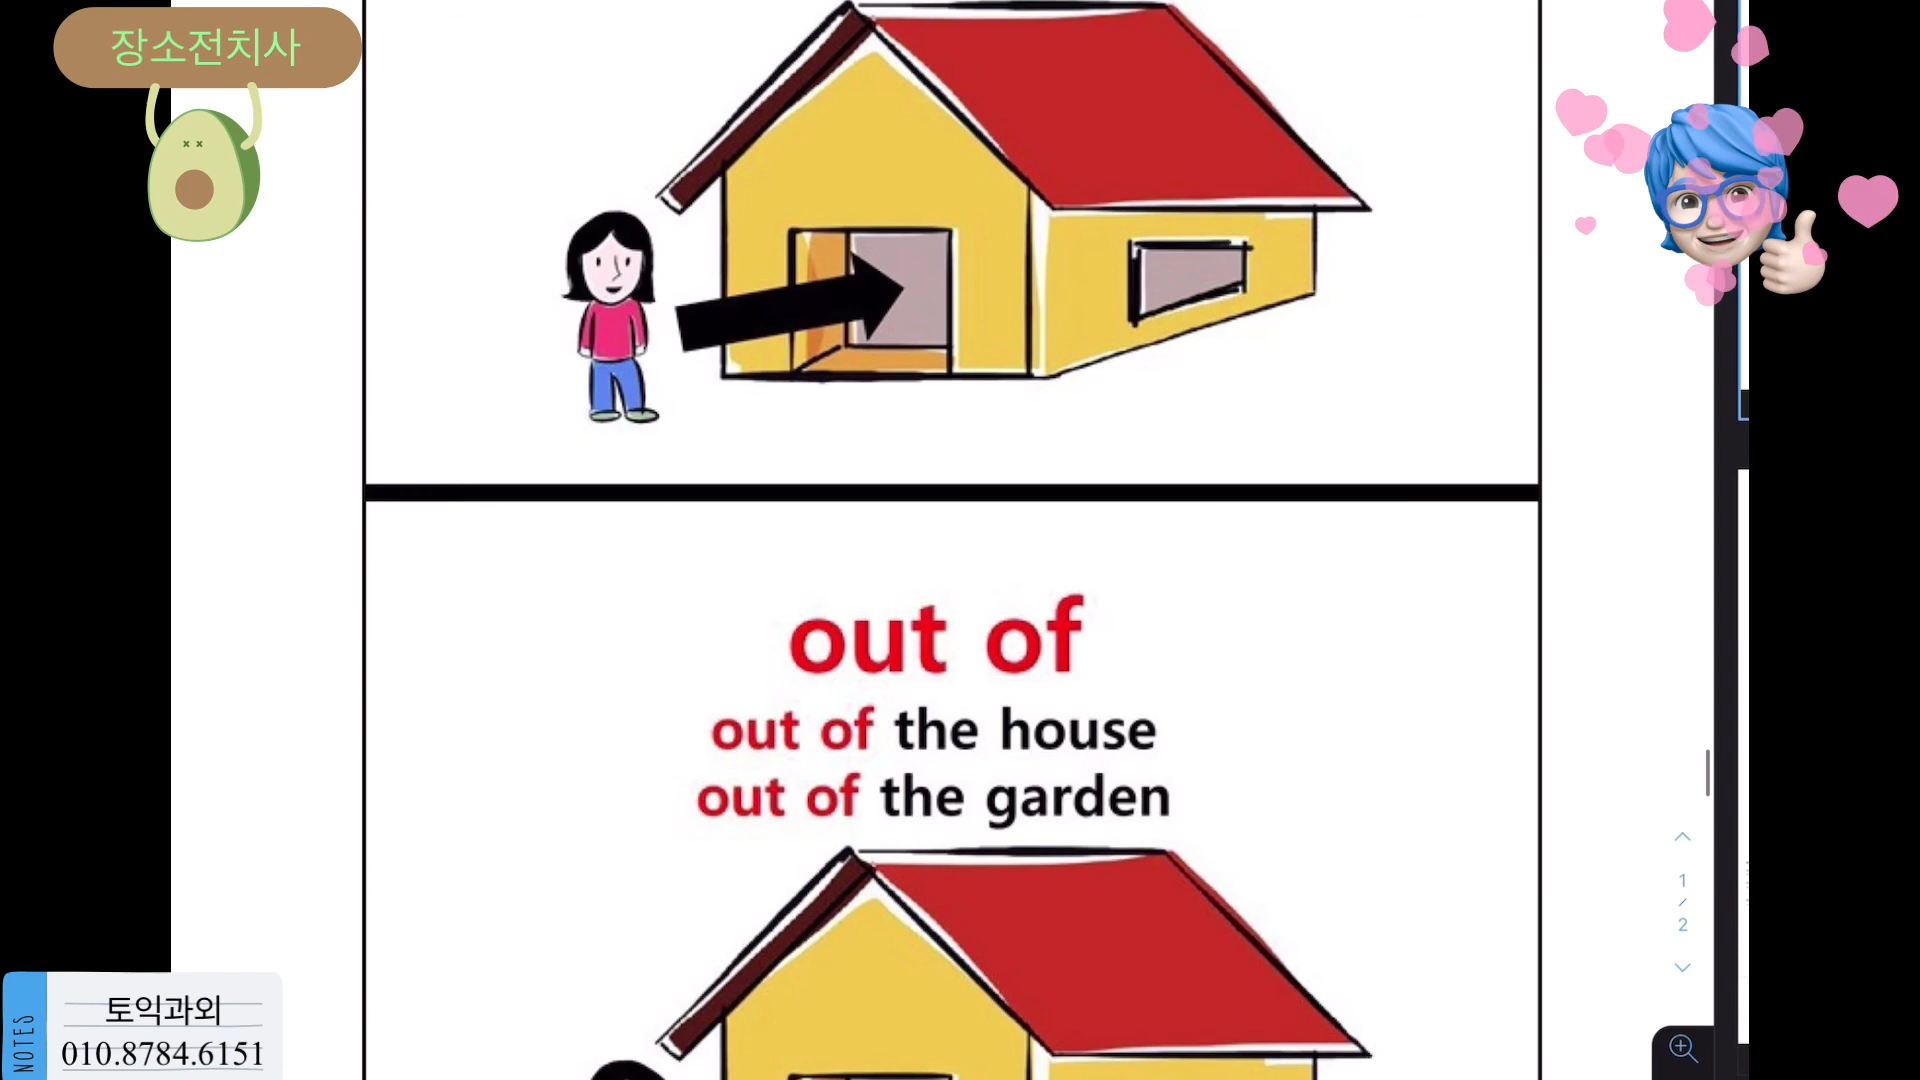 장소전치사
out of
out of the house
out of the garden
1
/
2
NOTES
토익과외
010.8784.6151